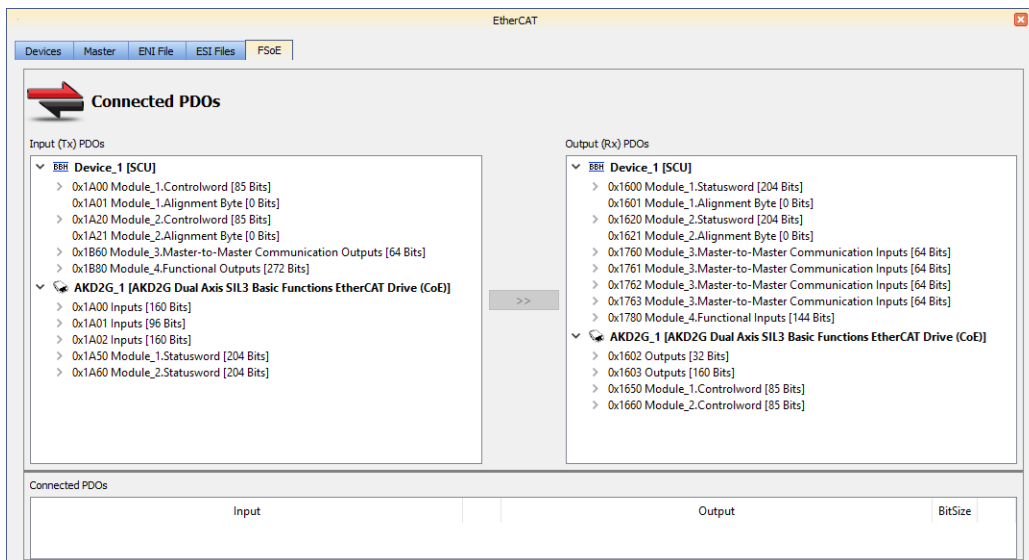 EtherCAT
Devices Master ENI File ESI Files FSoE
Connected PDOs
Input (Tx) PDOs
BBH Device_1 [SCU]
0x1A00 Module_1.Controlword [85 Bits]
0x1A01 Module_1.Alignment Byte [0 Bits]
0x1A20 Module_2.Controlword [85 Bits]
0x1A21 Module_2.Alignment Byte [0 Bits]
0x1B60 Module_3.Master-to-Master Communication Outputs [64 Bits]
0x1B80 Module_4.Functional Outputs [272 Bits]
AKD2G_1 [AKD2G Dual Axis SIL3 Basic Functions EtherCAT Drive (CoE)]
0x1A00 Inputs [160 Bits]
0x1A01 Inputs [96 Bits]
0x1A02 Inputs [160 Bits]
0x1A50 Module_1.Statusword [204 Bits]
0x1A60 Module_2.Statusword [204 Bits]
>>
Output (Rx) PDOs
BBH Device_1 [SCU]
0x1600 Module_1.Statusword [204 Bits]
0x1601 Module_1.Alignment Byte [0 Bits]
0x1620 Module_2.Statusword [204 Bits]
0x1621 Module_2.Alignment Byte [0 Bits]
0x1760 Module_3.Master-to-Master Communication Inputs [64 Bits]
0x1761 Module_3.Master-to-Master Communication Inputs [64 Bits]
0x1762 Module_3.Master-to-Master Communication Inputs [64 Bits]
0x1763 Module_3.Master-to-Master Communication Inputs [64 Bits]
0x1780 Module_4.Functional Inputs [144 Bits]
AKD2G_1 [AKD2G Dual Axis SIL3 Basic Functions EtherCAT Drive (CoE)]
0x1602 Outputs [32 Bits]
0x1603 Outputs [160 Bits]
0x1650 Module_1.Controlword [85 Bits]
0x1660 Module_2.Controlword [85 Bits]
Connected PDOs
Input Output BitSize